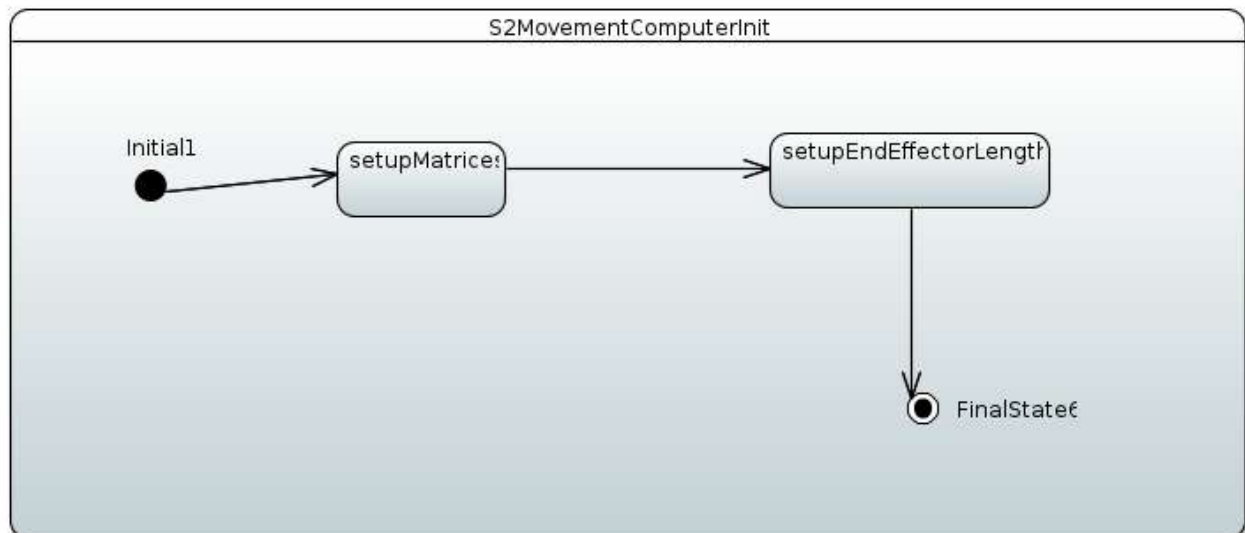 S2MovementComputerInit
Initial1
setupMatrices
setupEndEffectorLength
FinalState6